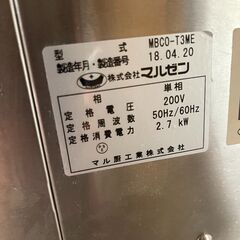 型 式 MBCO-T3ME
製造年月・製造番号 18.04.20
株式会社 マルゼン
相 単相
定格電圧 200V
定格周波数 50Hz/60Hz
定格消費電力 2.7 kW
マル厨工業株式会社